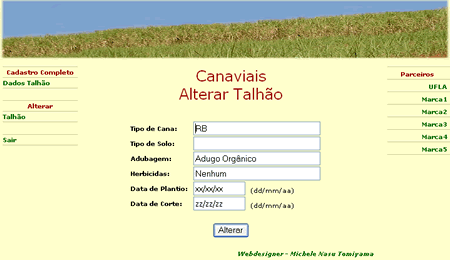 Cadastro Completo
Dados Talhão
Alterar
Talhão
Sair
Canaviais
Alterar Talhão
Tipo de Cana: RB
Tipo de Solo:
Adubagem: Adugo Orgênico
Herbicidas: Nenhum
Data de Plantio: xx/xx/xx (dd/mm/aa)
Data de Corte: zz/zz/zz (dd/mm/aa)
Alterar
Parceiros
UFLA
Marca1
Marca2
Marca3
Marca4
Marca5
Webdesigner - Michele Nasu Tomiyama